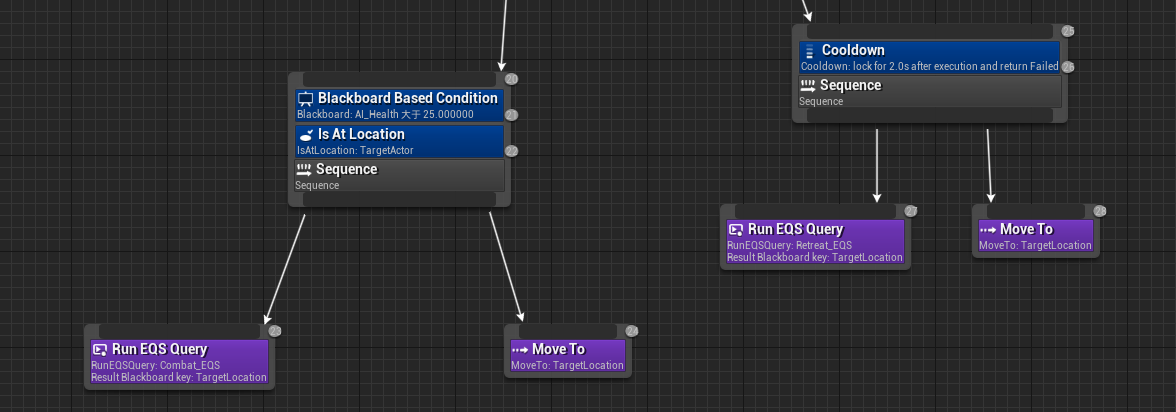 25
Cooldown
Cooldown: lock for 2.0s after execution and return Failed
26
Sequence
Sequence
20
Blackboard Based Condition
Blackboard: AI_Health 大于 25.000000
21
Is At Location
IsAtLocation: TargetActor
22
Sequence
Sequence
27
Run EQS Query
RunEQSQuery: Retreat_EQS
Result Blackboard key: TargetLocation
28
Move To
MoveTo: TargetLocation
23
Run EQS Query
RunEQSQuery: Combat_EQS
Result Blackboard key: TargetLocation
24
Move To
MoveTo: TargetLocation